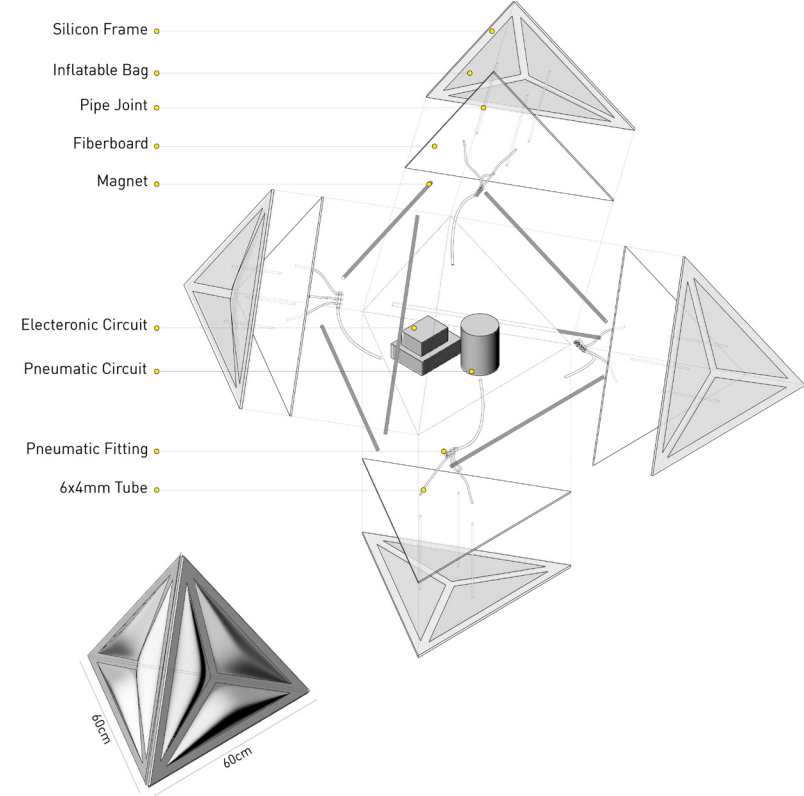 Silicon Frame
Inflatable Bag
Pipe Joint
Fiberboard
Magnet
Electeronic Circuit
Pneumatic Circuit
Pneumatic Fitting
6x4mm Tube
60cm
60cm